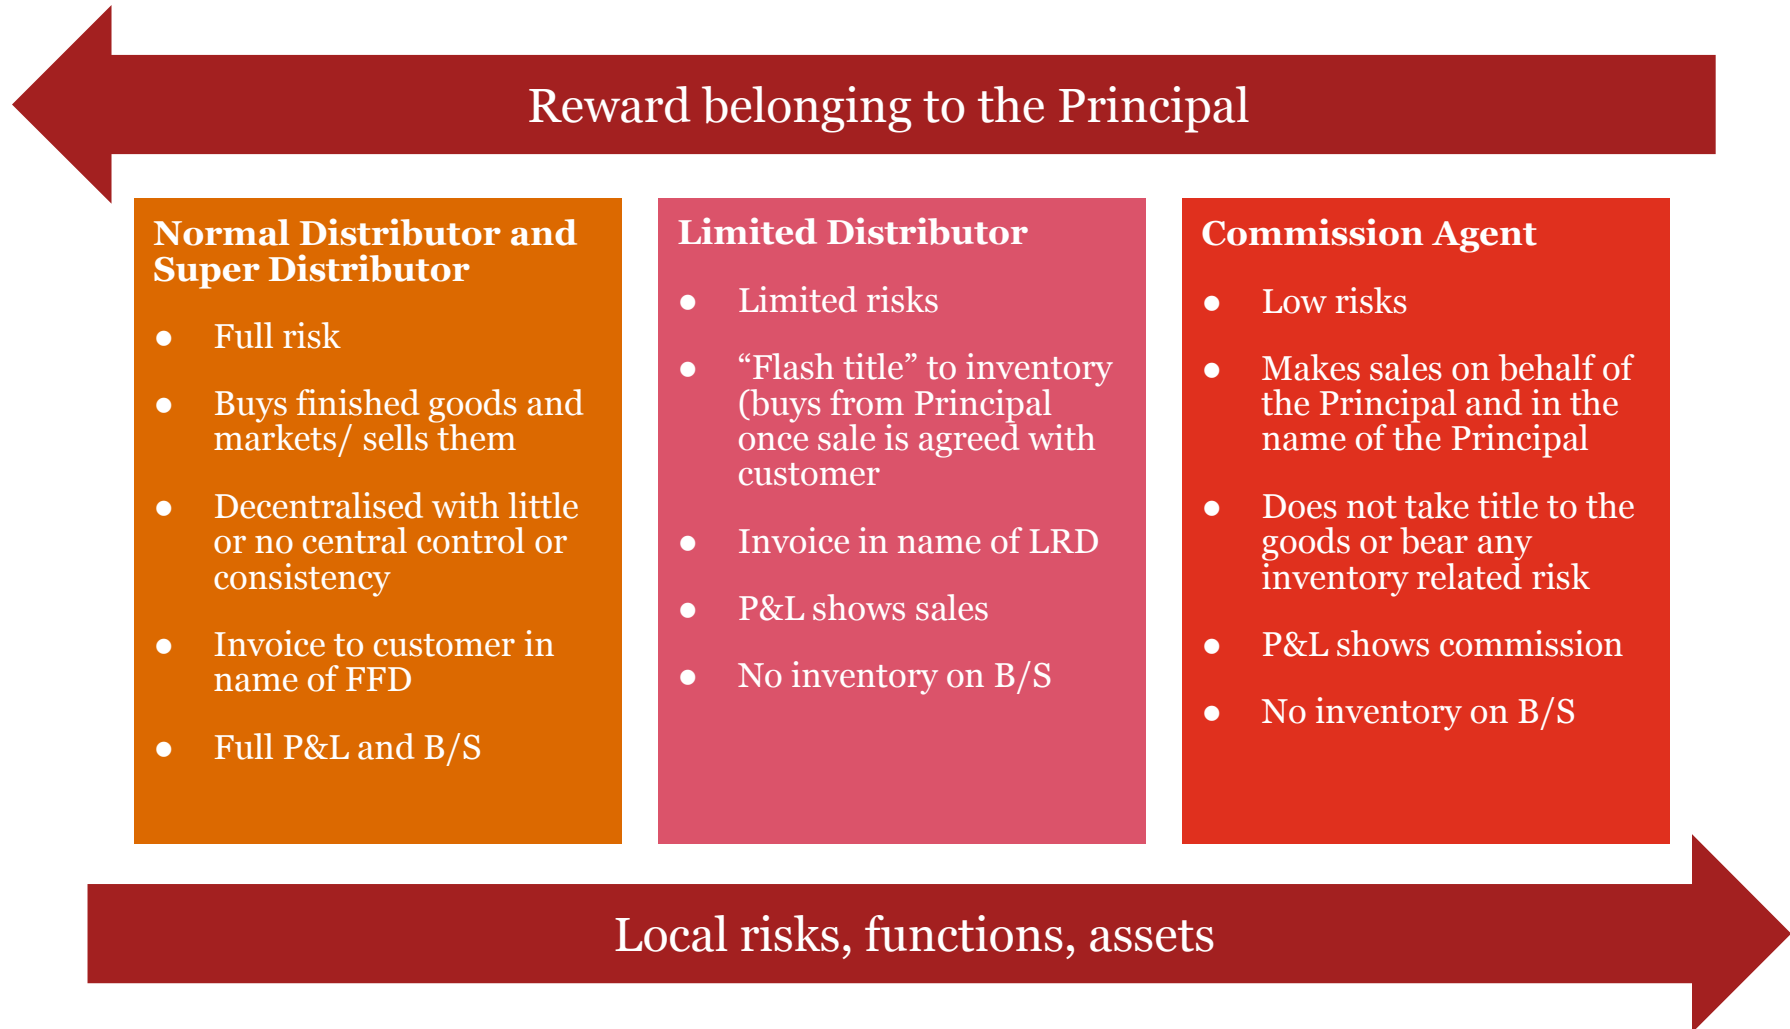 Reward belonging to the Principal
Normal Distributor and
Super Distributor
● Full risk
● Buys finished goods and
markets/ sells them
● Decentralised with little
or no central control or
consistency
● Invoice to customer in
name of FFD
● Full P&L and B/S
Limited Distributor
● Limited risks
● “Flash title” to inventory
(buys from Principal
once sale is agreed with
customer
● Invoice in name of LRD
● P&L shows sales
● No inventory on B/S
Commission Agent
● Low risks
● Makes sales on behalf of
the Principal and in the
name of the Principal
● Does not take title to the
goods or bear any
inventory related risk
● P&L shows commission
● No inventory on B/S
Local risks, functions, assets